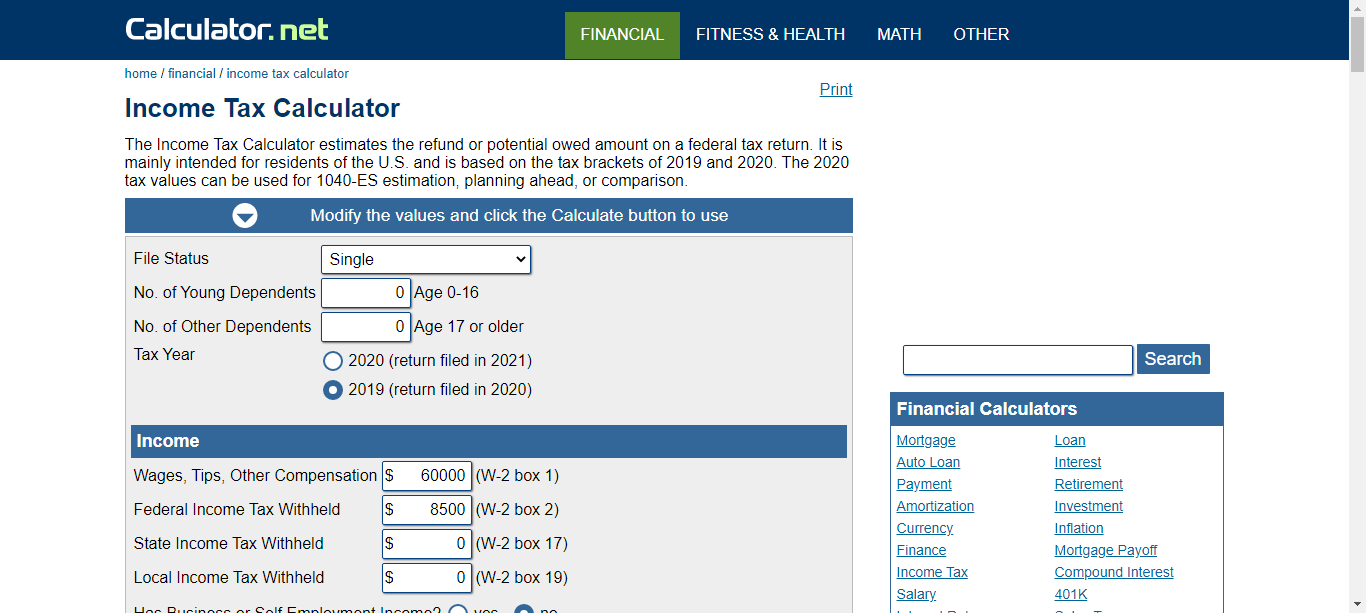 Calculator.net
FINANCIAL FITNESS & HEALTH MATH OTHER
home / financial / income tax calculator
Print
Income Tax Calculator
The Income Tax Calculator estimates the refund or potential owed amount on a federal tax return. It is
mainly intended for residents of the U.S. and is based on the tax brackets of 2019 and 2020. The 2020
tax values can be used for 1040-ES estimation, planning ahead, or comparison.
Modify the values and click the Calculate button to use
File Status Single
No. of Young Dependents 0 Age 0-16
No. of Other Dependents 0 Age 17 or older
Tax Year 2020 (return filed in 2021)
2019 (return filed in 2020)
Income
Wages, Tips, Other Compensation $ 60000 (W-2 box 1)
Federal Income Tax Withheld $ 8500 (W-2 box 2)
State Income Tax Withheld $ 0 (W-2 box 17)
Local Income Tax Withheld $ 0 (W-2 box 19)
Has Business or Self Employment Income? yes no
Search
Financial Calculators
Mortgage Loan
Auto Loan Interest
Payment Retirement
Amortization Investment
Currency Inflation
Finance Mortgage Payoff
Income Tax Compound Interest
Salary 401K